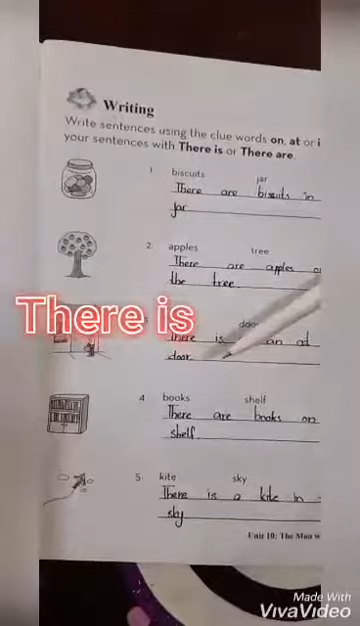 Writing
Write sentences using the clue words on, at or i
your sentences with There is or There are.
1. biscuits jar
There are biscuits in
jar
2. apples tree
There are apples o
the tree
There is
doo
There is an at
door
4. books shelf
There are books on
shelf
5. kite sky
There is a kite in
sky
Unit 10: The Man w
Made With
VivaVideo